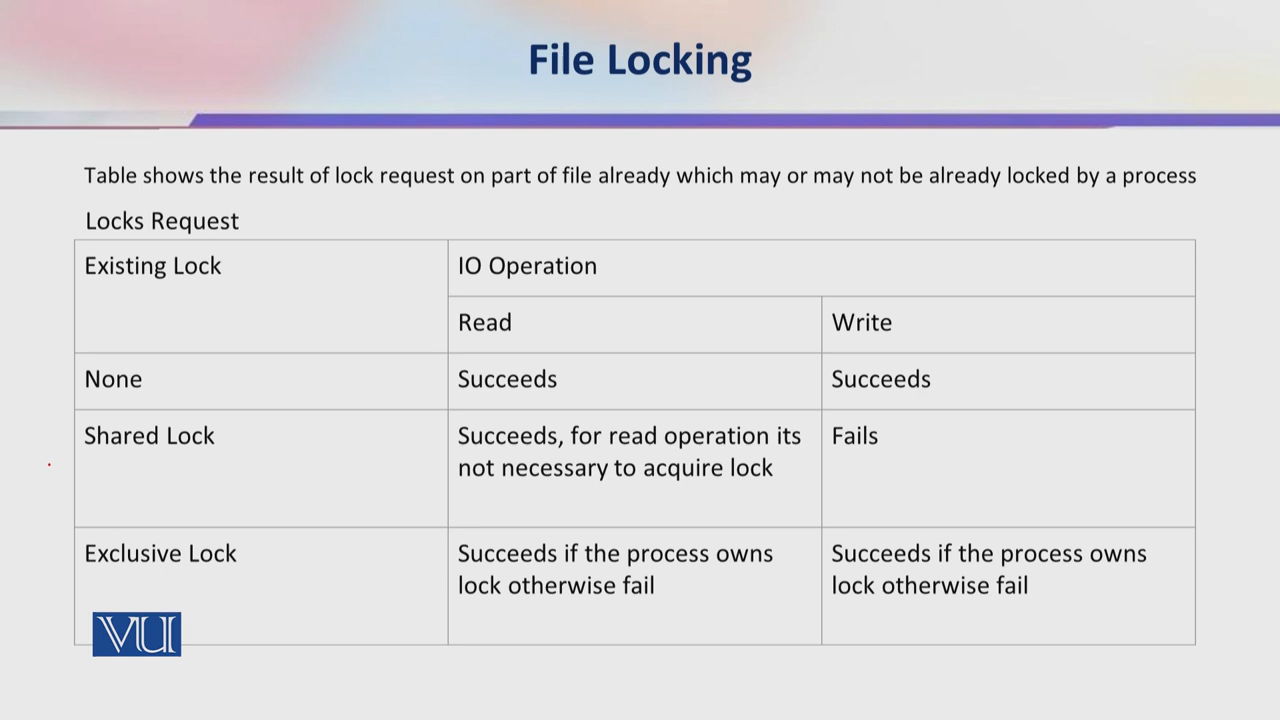 File Locking
Table shows the result of lock request on part of file already which may or may not be already locked by a process
Locks Request
Existing Lock
IO Operation
Read
Write
None
Succeeds
Succeeds
Shared Lock
Succeeds, for read operation its
not necessary to acquire lock
Fails
Exclusive Lock
Succeeds if the process owns
lock otherwise fail
Succeeds if the process owns
lock otherwise fail
VU